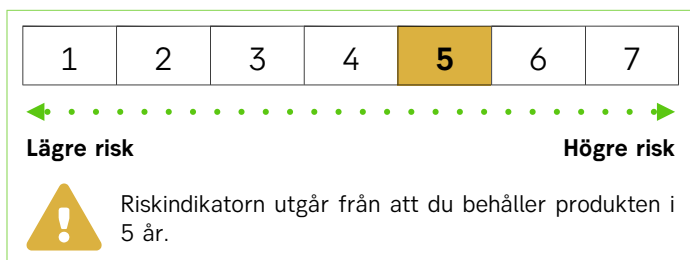 1 2 3 4 5 6 7
Lägre risk Högre risk
Riskindikatorn utgår från att du behåller produkten i
5 år.